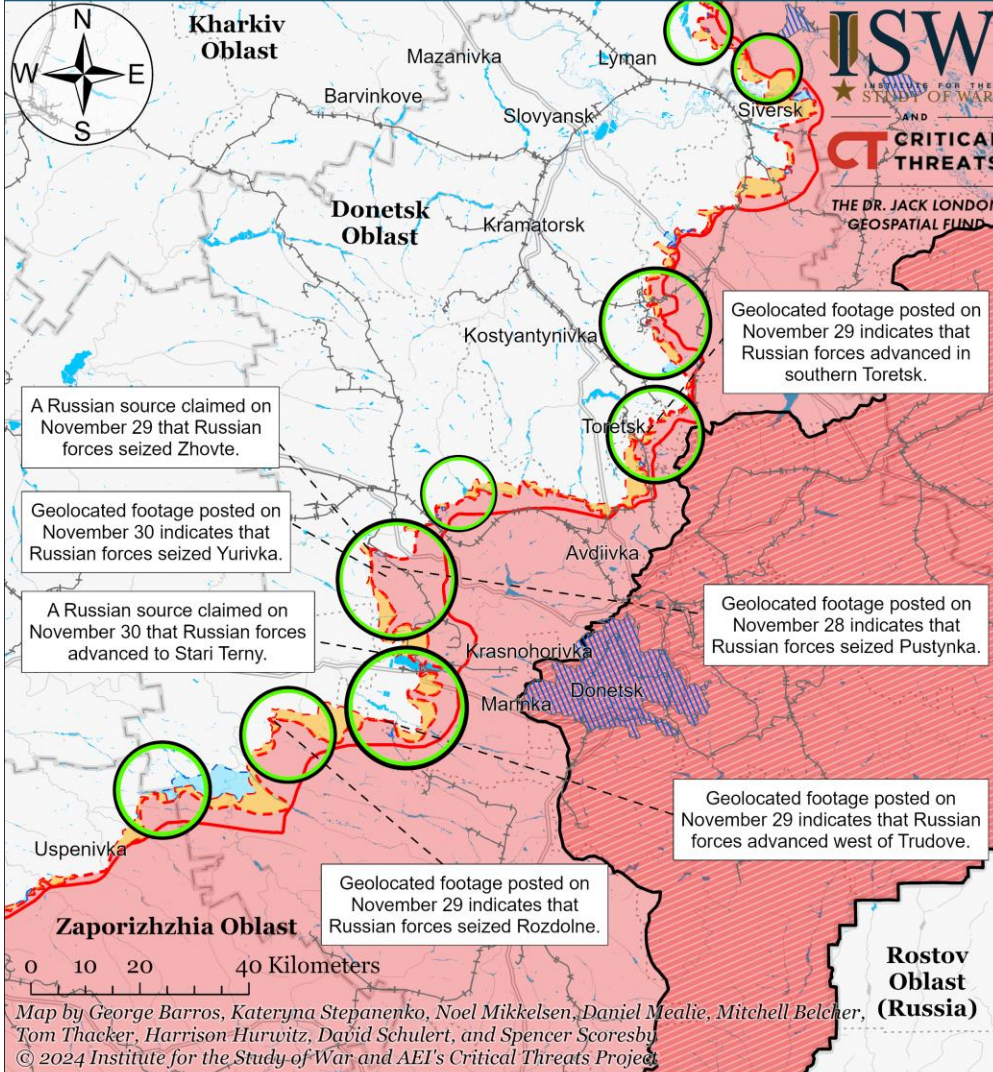 N
W
E
S
Kharkiv
Oblast
Mazanivka
Lyman
ISW
INSTITUTE FOR THE
STUDY OF WAR
AND
CT CRITICAL
THREATS
THE DR. JACK LONDON
GEOSPATIAL FUND
Barvinkove
Slovyansk
Siversk
Donetsk
Oblast
Kramatorsk
Kostyantynivka
Geolocated footage posted on
November 29 indicates that
Russian forces advanced in
southern Toretsk.
A Russian source claimed on
November 29 that Russian
forces seized Zhovte.
Toretsk
Geolocated footage posted on
November 30 indicates that
Russian forces seized Yurivka.
Avdiivka
A Russian source claimed on
November 30 that Russian forces
advanced to Stari Terny.
Geolocated footage posted on
November 28 indicates that
Russian forces seized Pustynka.
Krasnohorivka
Marinka
Donetsk
Geolocated footage posted on
November 29 indicates that Russian
forces advanced west of Trudove.
Uspenivka
Geolocated footage posted on
November 29 indicates that
Russian forces seized Rozdolne.
Zaporizhzhia Oblast
Rostov
Oblast
(Russia)
0 10 20 40 Kilometers
Map by George Barros, Kateryna Stepanenko, Noel Mikkelsen, Daniel Mealie, Mitchell Belcher,
Tom Thacker, Harrison Hurwitz, David Schulert, and Spencer Scoresby
© 2024 Institute for the Study of War and AEI's Critical Threats Project